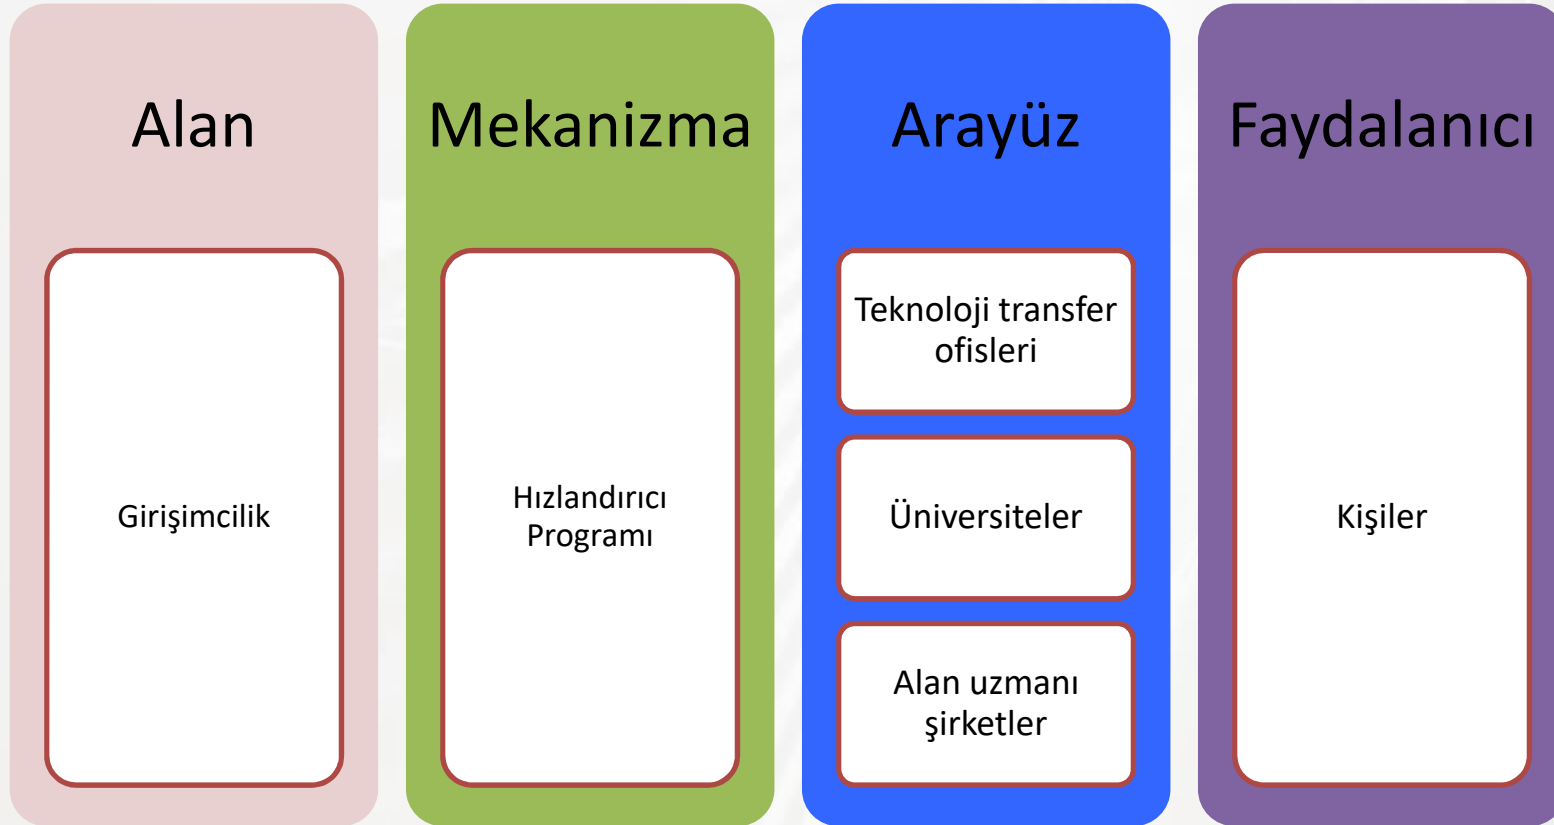 Alan
Girişimcilik
Mekanizma
Hızlandırıcı
Programı
Arayüz
Teknoloji transfer
ofisleri
Üniversiteler
Alan uzmanı
şirketler
Faydalanıcı
Kişiler